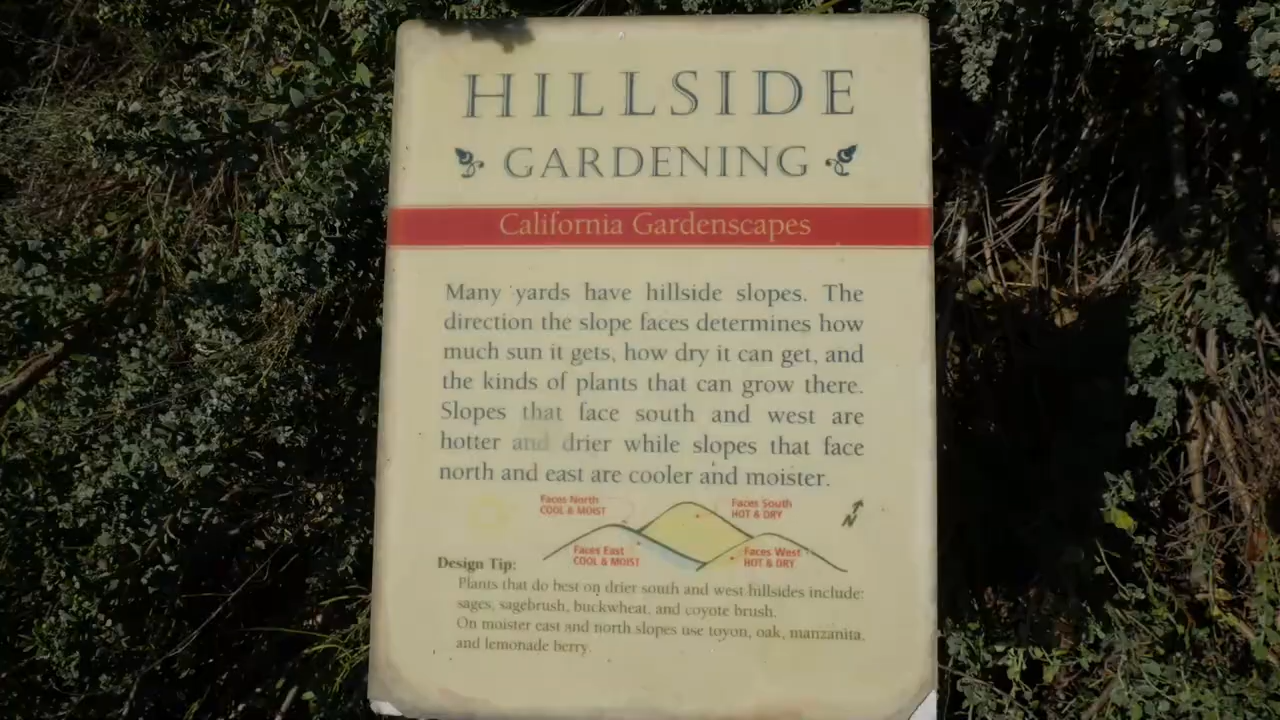 HILLSIDE
GARDENING
California Gardenscapes
Many yards have hillside slopes. The
direction the slope faces determines how
much sun it gets, how dry it can get, and
the kinds of plants that can grow there.
Slopes that face south and west are
hotter and drier while slopes that face
north and east are cooler and moister.
Faces North
COOL & MOIST
Faces South
HOT & DRY
N
Faces East
COOL & MOIST
Faces West
HOT & DRY
Design Tip:
Plants that do best on drier south and west hillsides include:
sages, sagebrush, buckwheat, and coyote brush.
On moister east and north slopes use toyon, oak, manzanita,
and lemonade berry.